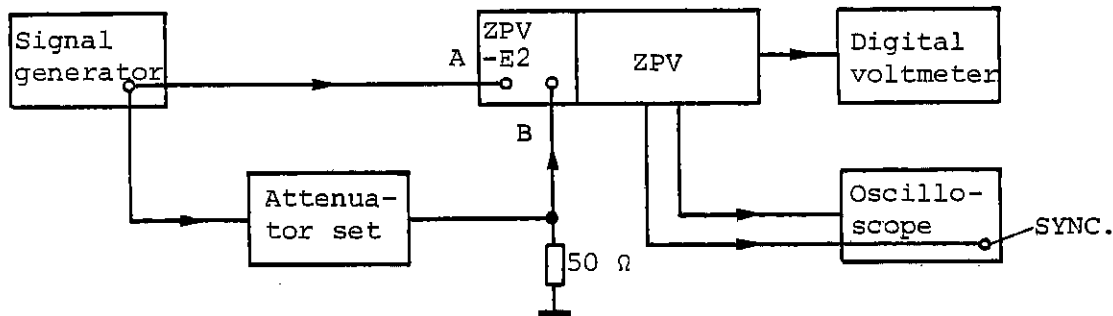 Signal
generator
A
ZPV
-E2
ZPV
Digital
voltmeter
B
Attenua-
tor set
50 Ω
Oscillo-
scope
SYNC.